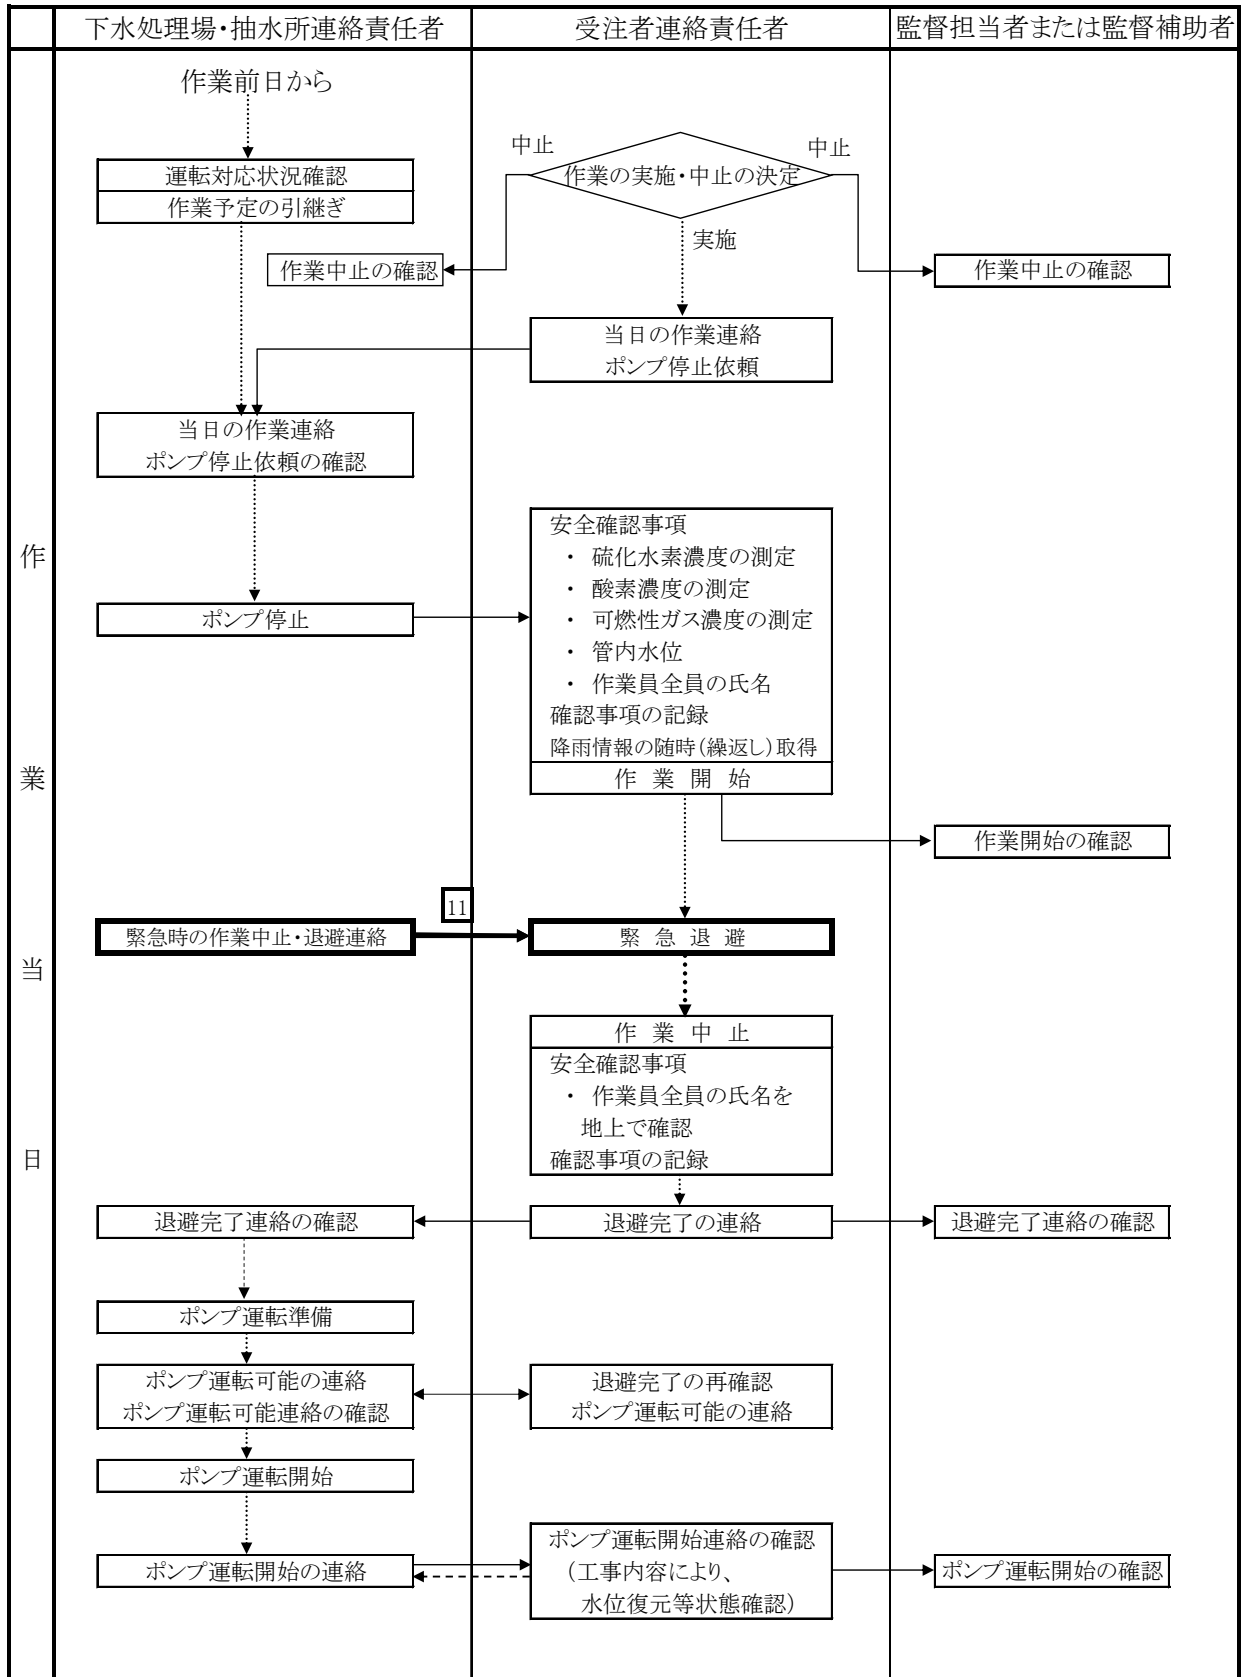 下水処理場・抽水所連絡責任者
受注者連絡責任者
監督担当者または監督補助者
作業当日
作業前日から
中止
中止
作業の実施・中止の決定
運転対応状況確認
作業予定の引継ぎ
実施
作業中止の確認
作業中止の確認
当日の作業連絡
ポンプ停止依頼
当日の作業連絡
ポンプ停止依頼の確認
安全確認事項
・ 硫化水素濃度の測定
・ 酸素濃度の測定
ポンプ停止
・ 可燃性ガス濃度の測定
・ 管内水位
・ 作業員全員の氏名
確認事項の記録
降雨情報の随時(繰返し)取得
作 業 開 始
作業開始の確認
11
緊急時の作業中止・退避連絡
緊 急 退 避
作 業 中 止
安全確認事項
・ 作業員全員の氏名を
地上で確認
確認事項の記録
退避完了連絡の確認
退避完了の連絡
退避完了連絡の確認
ポンプ運転準備
ポンプ運転可能の連絡
ポンプ運転可能連絡の確認
退避完了の再確認
ポンプ運転可能の連絡
ポンプ運転開始
ポンプ運転開始の連絡
ポンプ運転開始連絡の確認
(工事内容により、
水位復元等状態確認)
ポンプ運転開始の確認